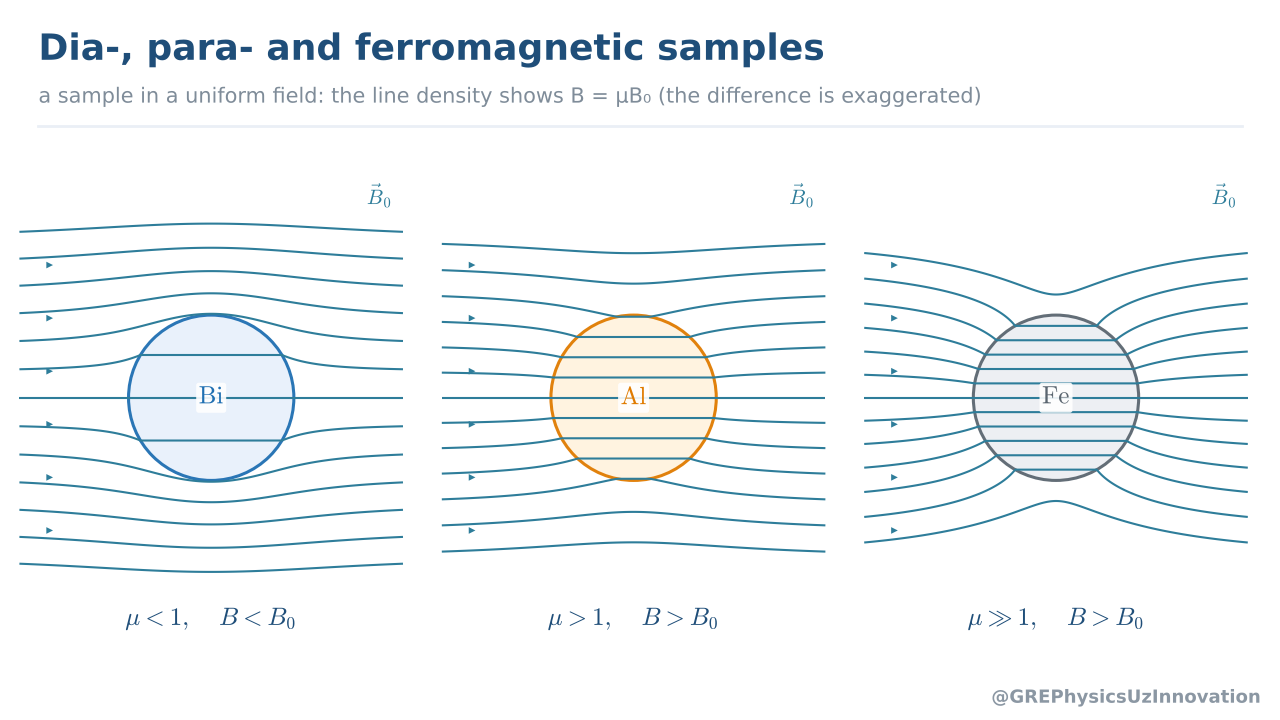 Dia-, para- and ferromagnetic samples
a sample in a uniform field: the line density shows B = μB₀ (the difference is exaggerated)
B⃗₀
B⃗₀
B⃗₀
Bi
Al
Fe
μ < 1, B < B₀
μ > 1, B > B₀
μ ≫ 1, B > B₀
@GREPhysicsUzInnovation